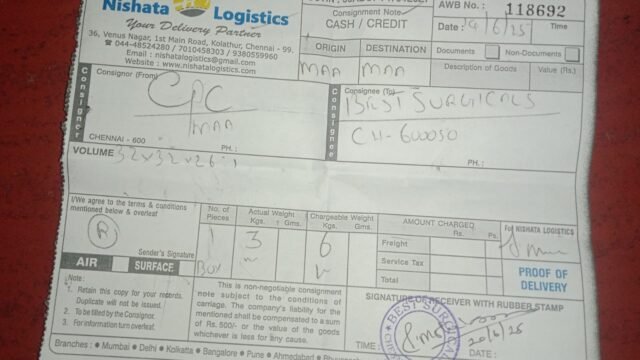 Nishata Logistics
Your Delivery Partner
36, Venus Nagar, 1st Main Road, Kolathur, Chennai - 99.
☎ 044-48524280 / 7010458303 / 9380559960
Email : nishatalogistics@gmail.com
Website : www.nishatalogistics.com
Consignment Note
CASH / CREDIT
AWB No. : 118692
Date : 19/6/25 Time
ORIGIN DESTINATION
MAA MAA
Documents Non-Documents
Description of Goods Value (Rs.)
Consignor
Consignor (From)
CPC
MAA
CHENNAI - 600 PH. :
Consignee
Consignee (To)
BEST SURGICALS
CH-600050
PH. :
VOLUME 32x32x26:1
I/We agree to the terms & conditions
mentioned below & overleaf
R
Sender's Signature
AIR SURFACE
No. of Pieces
1
BOX
Actual Weight
Kgs. Gms.
3
Chargeable Weight
Kgs. Gms.
6
AMOUNT CHARGED
Rs. Ps.
Freight
Service Tax
Total
For NISHATA LOGISTICS
PROOF OF DELIVERY
Note :
1. Retain this copy for your records.
Duplicate will not be issued.
2. To be filled by the Consignor.
3. For information turn overleaf.
This is non-negotiable consignment
note subject to the conditions of
carriage. The company's liability for the
mentioned shall be compensated to a sum
of Rs. 500/- or the value of the goods
whichever is less for any cause.
SIGNATURE OF RECEIVER WITH RUBBER STAMP
BEST SURGICAL
20/6/25
TIME : DATE :
Branches : • Mumbai • Delhi • Kolkatta • Bangalore • Pune • Ahmedabad